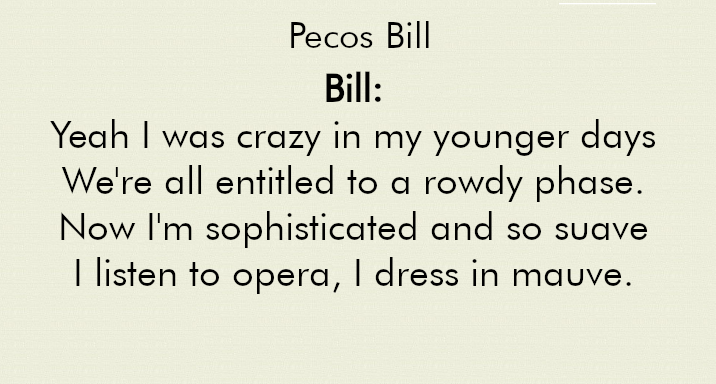 Pecos Bill
Bill:
Yeah I was crazy in my younger days
We're all entitled to a rowdy phase.
Now I'm sophisticated and so suave
I listen to opera, I dress in mauve.